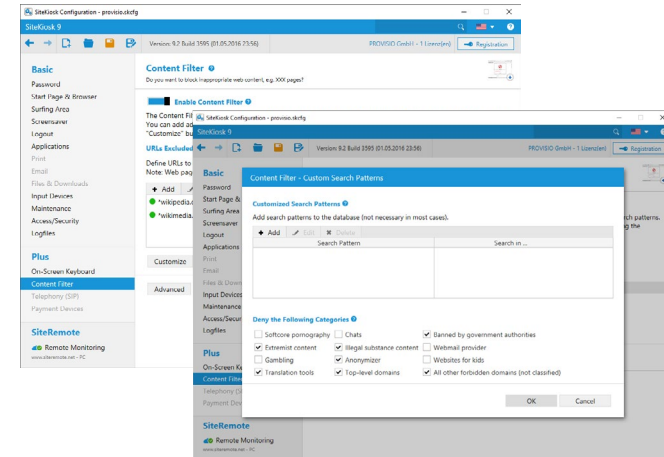 SiteKiosk Configuration - provisio.skcfg
SiteKiosk 9
Version: 9.2 Build 3595 (01.05.2016 23:56)
PROVISIO GmbH - 1 Lizenz(en)
Registration
Basic
Password
Start Page & Browser
Surfing Area
Screensaver
Logout
Applications
Print
Email
Files & Downloads
Input Devices
Maintenance
Access/Security
Logfiles
Plus
On-Screen Keyboard
Content Filter
Telephony (SIP)
Payment Devices
SiteRemote
Remote Monitoring
www.siteremote.net - PC
Content Filter
Do you want to block inappropriate web content, e.g. XXX pages?
Enable Content Filter
The Content Fil
You can add ad
"Customize" bu
URLs Excluded
Define URLs to
Note: Web pag
Add
*wikipedia.c
*wikimedia.
Customize
Advanced
SiteKiosk Configuration - provisio.skcfg
SiteKiosk 9
Version: 9.2 Build 3595 (01.05.2016 23:56)
PROVISIO GmbH - 1 Lizenz(en)
Registration
Basic
Password
Start Page &
Surfing Area
Screensaver
Logout
Applications
Print
Email
Files & Down
Input Devices
Maintenance
Access/Secur
Logfiles
Plus
On-Screen Ke
Content Filter
Telephony (S
Payment Dev
SiteRemote
Remote Monitoring
www.siteremote.net - PC
rch patterns.
g the
Content Filter - Custom Search Patterns
Customized Search Patterns
Add search patterns to the database (not necessary in most cases).
Add Edit Delete
Search Pattern Search in ...
Deny the Following Categories
Softcore pornography Chats Banned by government authorities
Extremist content Illegal substance content Webmail provider
Gambling Anonymizer Websites for kids
Translation tools Top-level domains All other forbidden domains (not classified)
OK Cancel